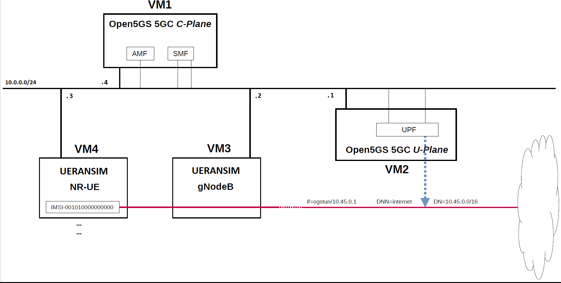 VM1
Open5GS 5GC C-Plane
AMF
SMF
10.0.0.0/24
.4
.3
.2
.1
UPF
Open5GS 5GC U-Plane
VM2
VM4
VM3
UERANSIM
NR-UE
UERANSIM
gNodeB
IMSI-001010000000000
if=ogstun/10.45.0.1
DNN=internet
DN=10.45.0.0/16
...
...